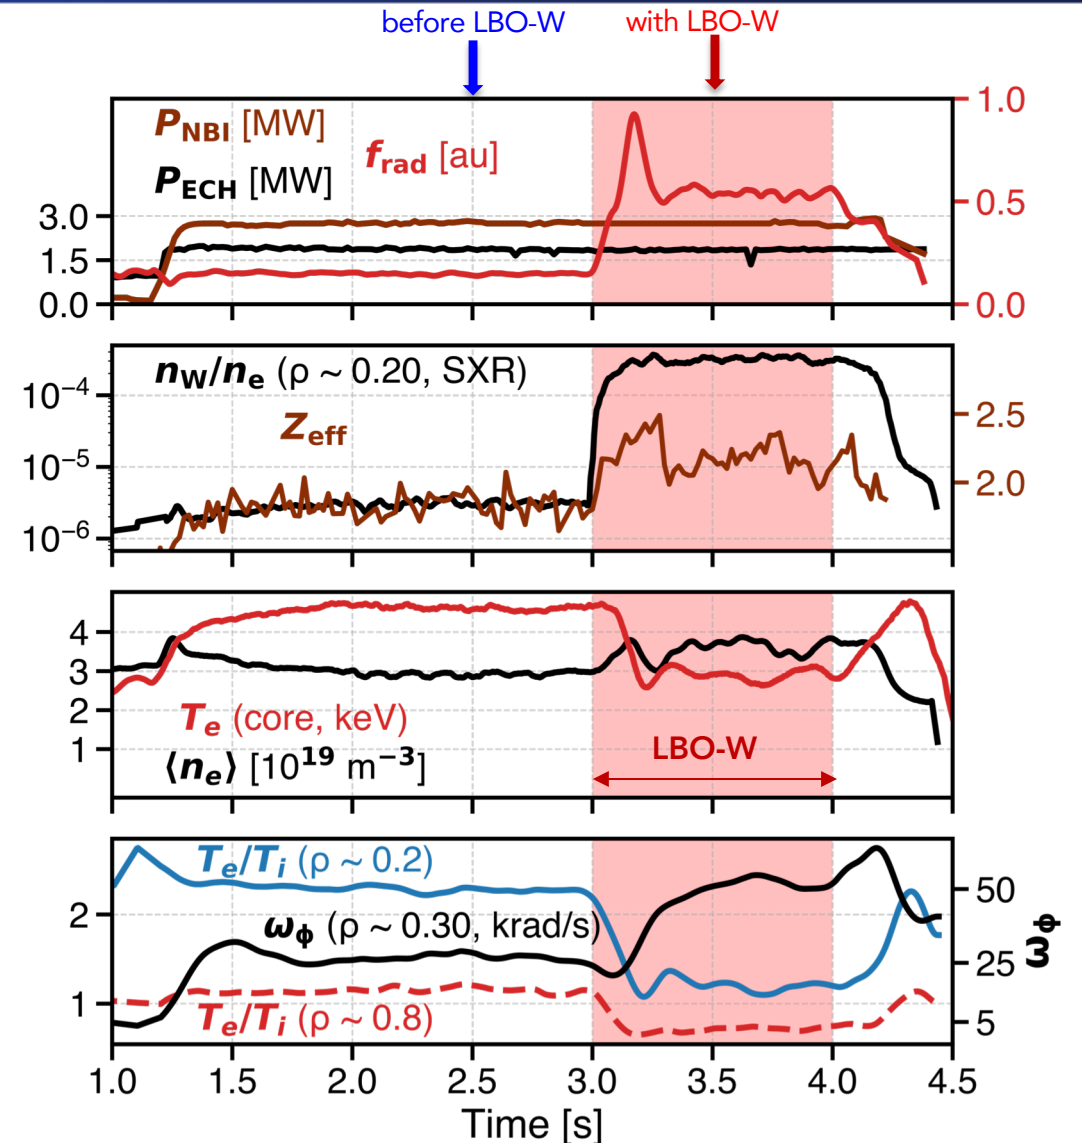 before LBO-W with LBO-W
P_NBI [MW]
f_rad [au]
P_ECH [MW]
3.0
1.5
0.0
1.0
0.5
0.0
n_W/n_e (ρ ~ 0.20, SXR)
Z_eff
10⁻⁴
10⁻⁵
10⁻⁶
2.5
2.0
4
3
2
1
T_e (core, keV)
⟨n_e⟩ [10¹⁹ m⁻³]
LBO-W
T_e/T_i (ρ ~ 0.2)
ω_ϕ (ρ ~ 0.30, krad/s)
T_e/T_i (ρ ~ 0.8)
2
1
50
25
5
ω_ϕ
1.0 1.5 2.0 2.5 3.0 3.5 4.0 4.5
Time [s]